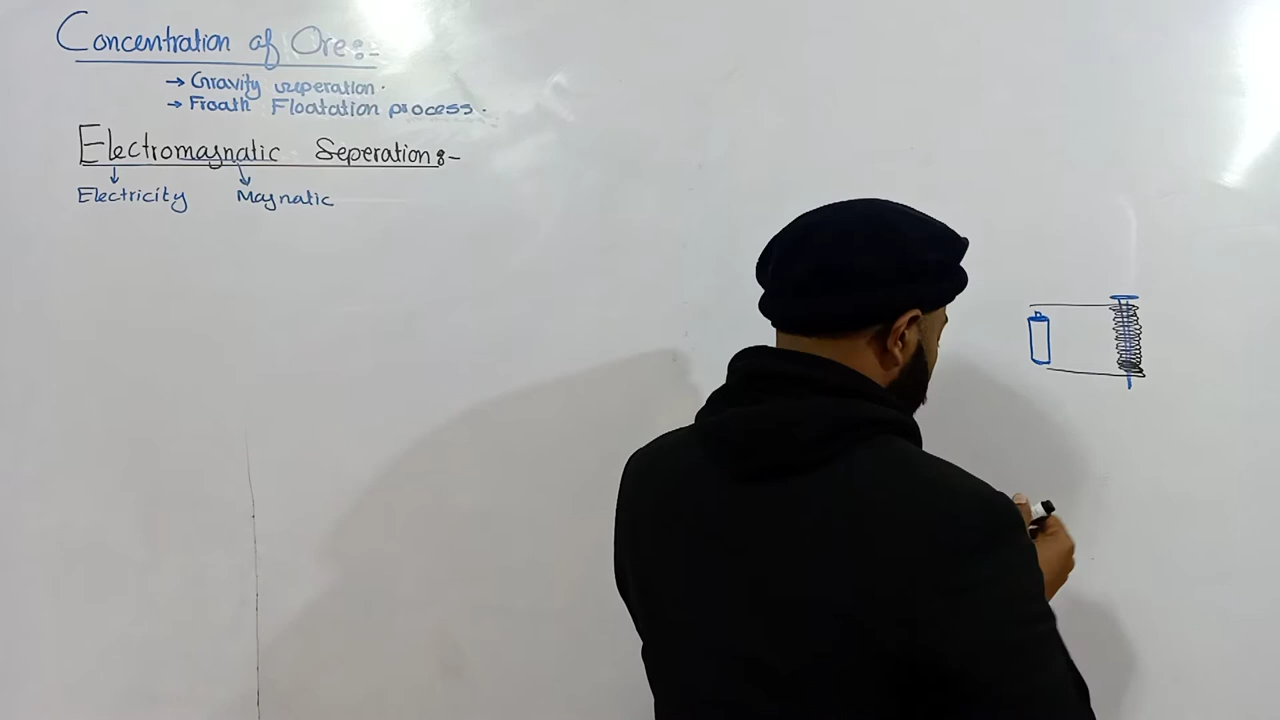 Concentration of Ore:-
→ Gravity seperation.
→ Froath Floatation process.
Electromagnatic Seperation:-
Electricity Magnatic